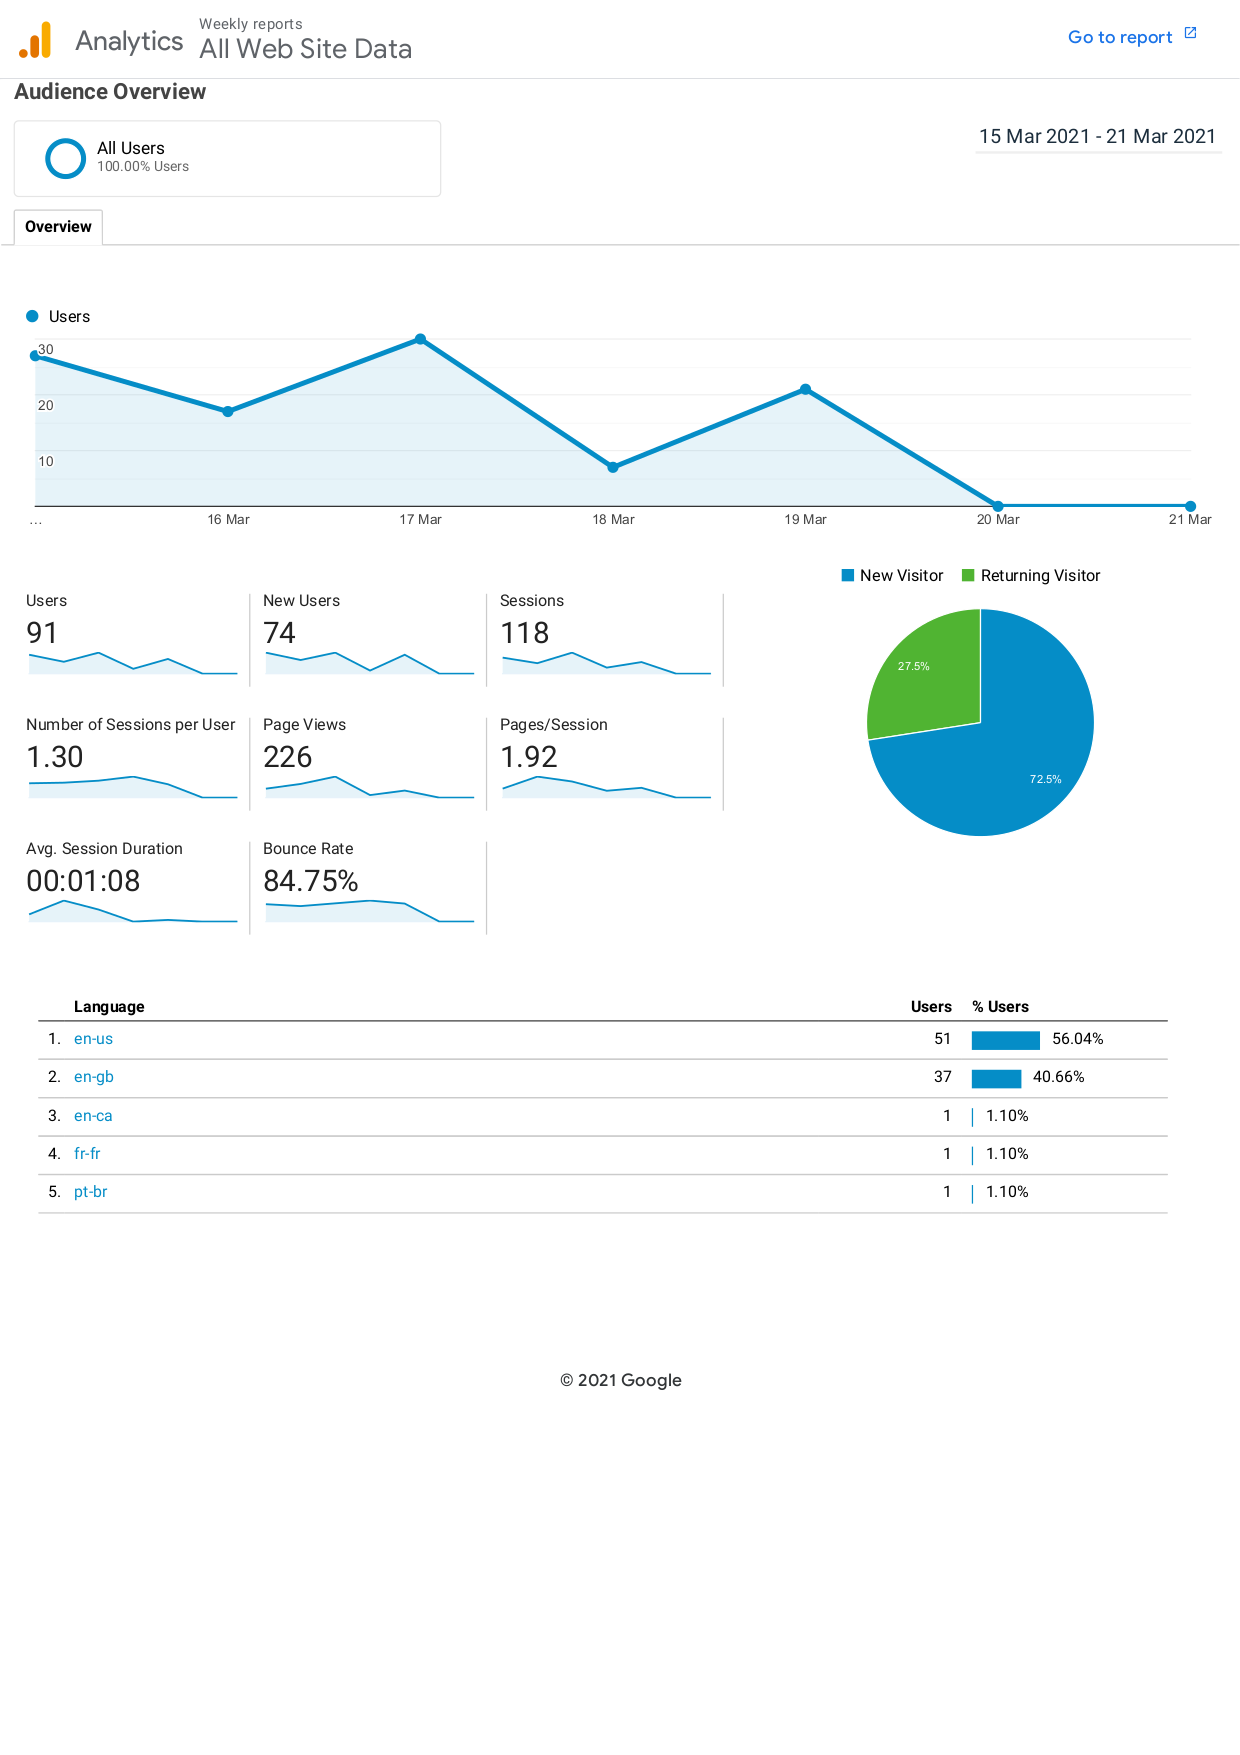 Analytics
Weekly reports
All Web Site Data
Go to report
Audience Overview
All Users
100.00% Users
15 Mar 2021 - 21 Mar 2021
Overview
Users
30
20
10
...
16 Mar
17 Mar
18 Mar
19 Mar
20 Mar
21 Mar
New Visitor
Returning Visitor
27.5%
72.5%
Users
91
New Users
74
Sessions
118
Number of Sessions per User
1.30
Page Views
226
Pages/Session
1.92
Avg. Session Duration
00:01:08
Bounce Rate
84.75%
Language Users % Users
1. en-us 51 56.04%
2. en-gb 37 40.66%
3. en-ca 1 1.10%
4. fr-fr 1 1.10%
5. pt-br 1 1.10%
© 2021 Google